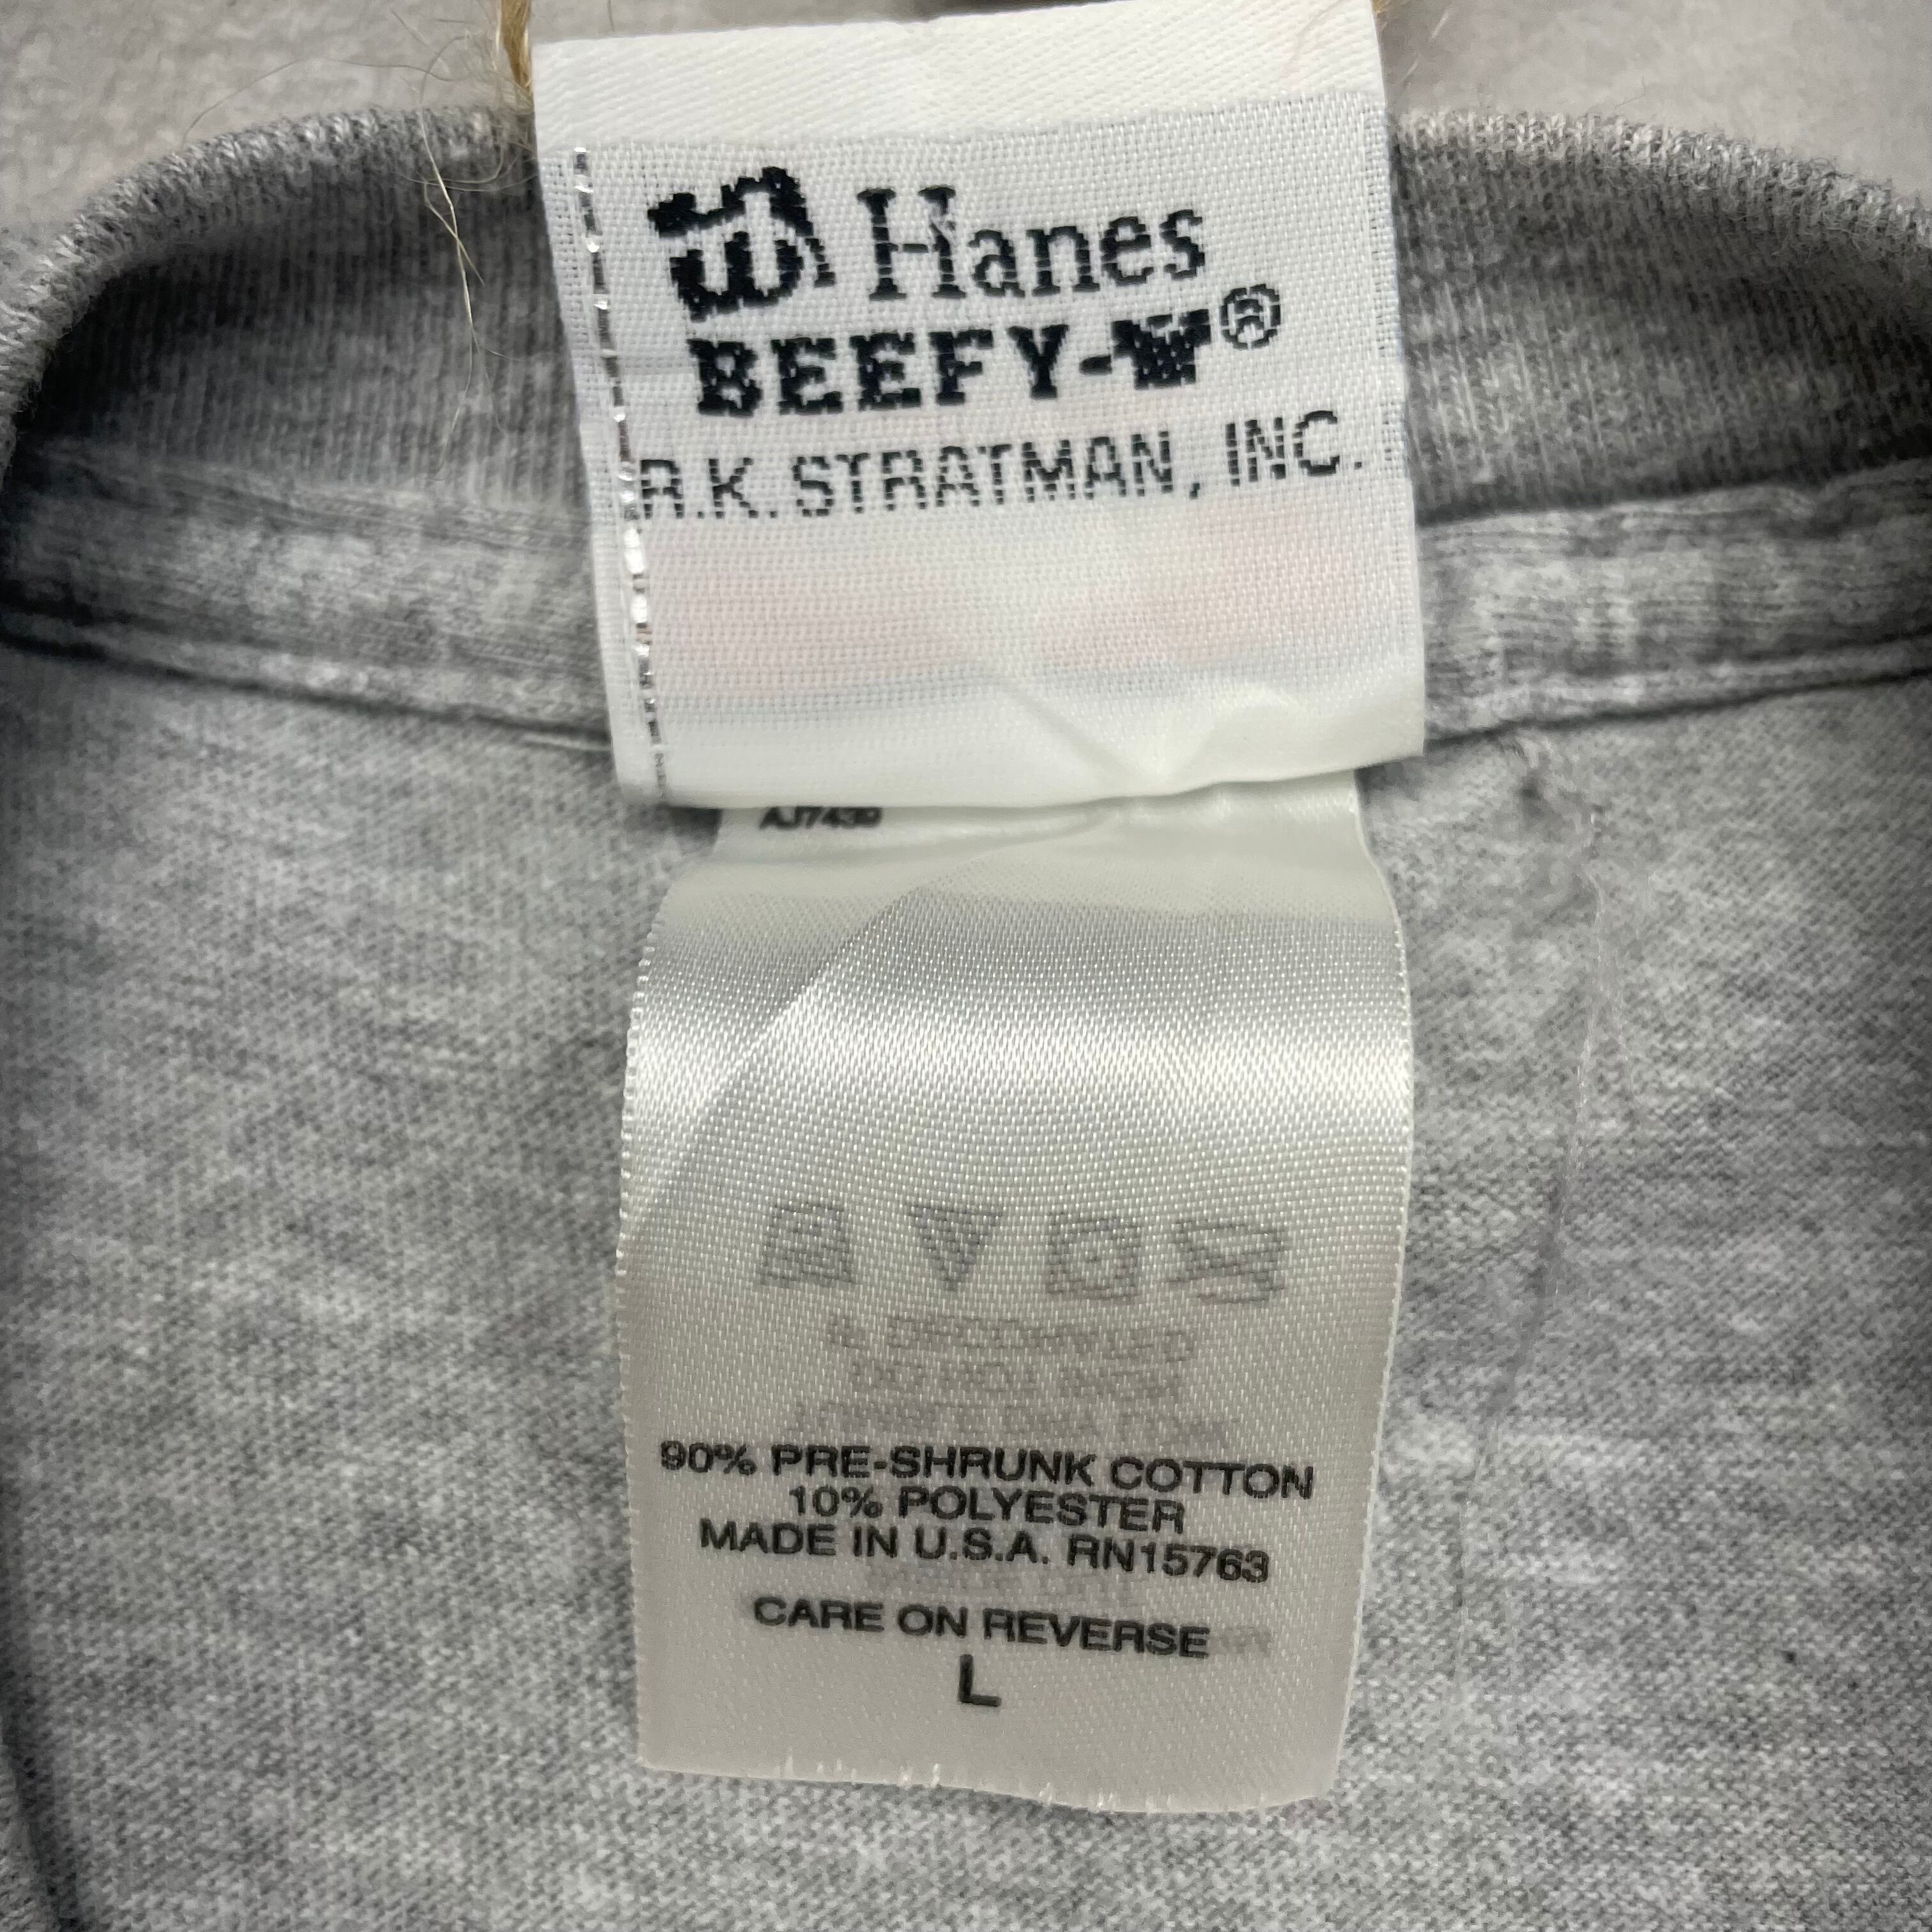 Hanes
BEEFY-T®
R.K. STRATMAN, INC.
AJ7439
90% PRE-SHRUNK COTTON
10% POLYESTER
MADE IN U.S.A. RN15763
CARE ON REVERSE
L